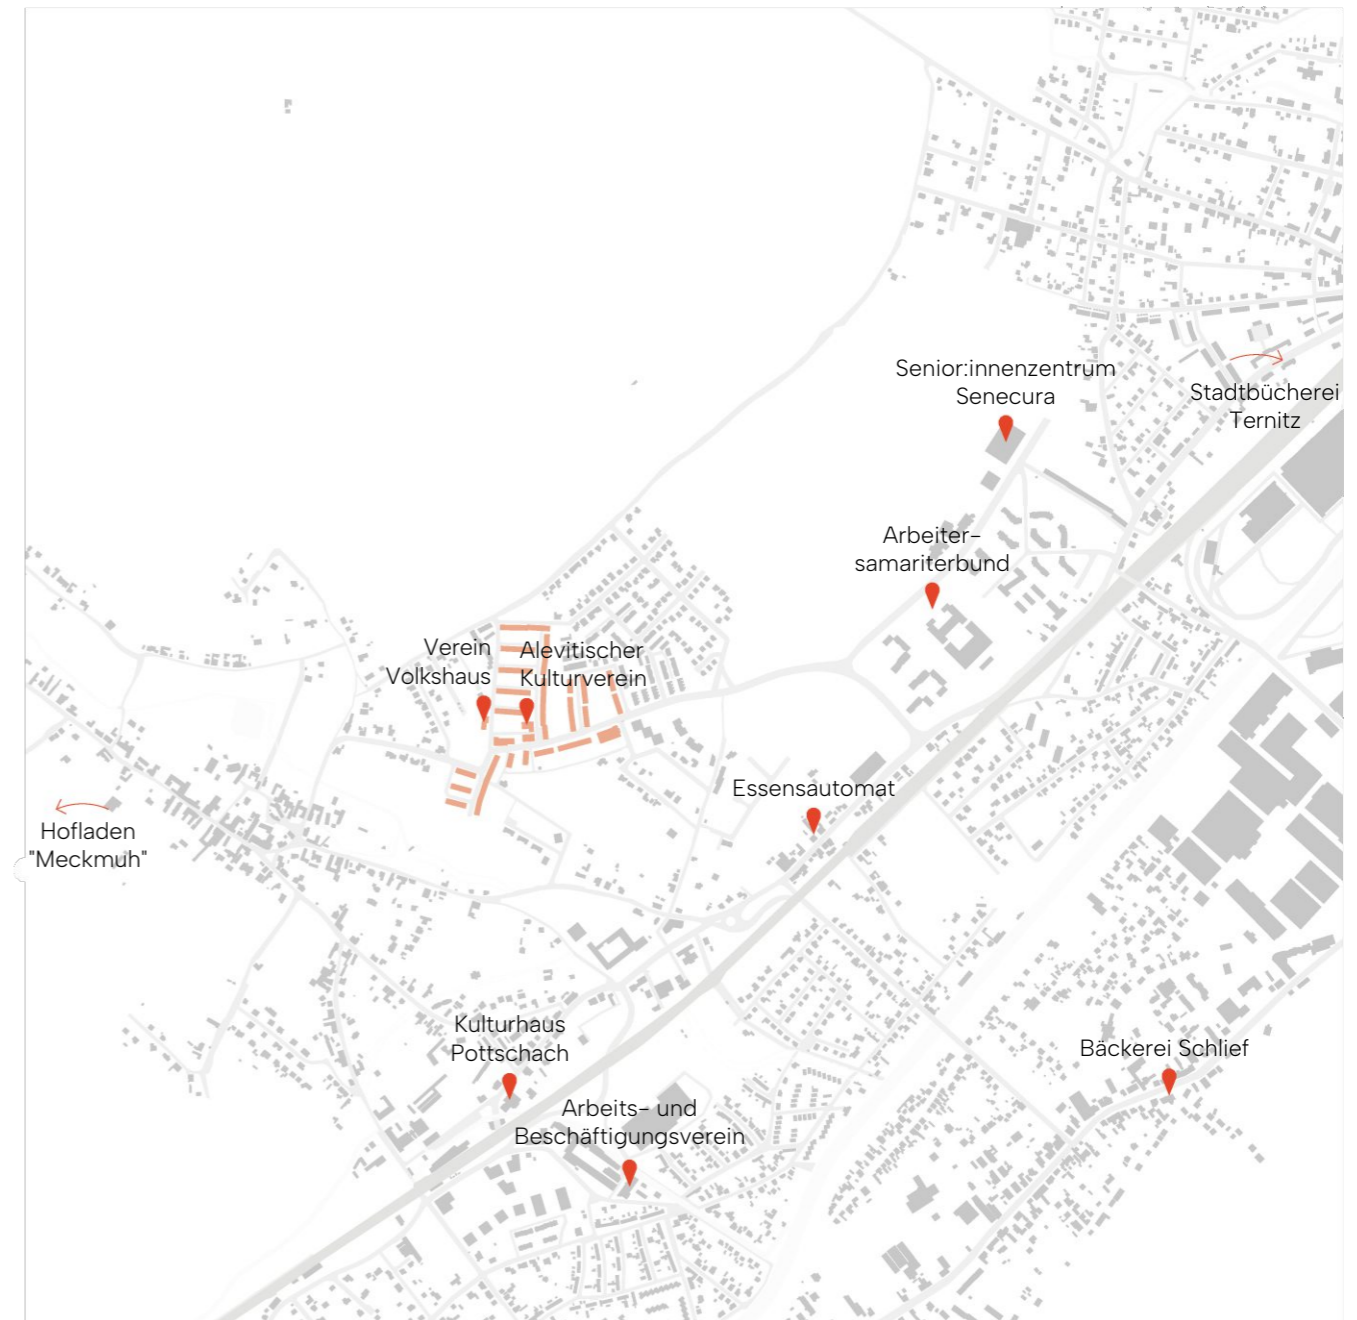 Senior:innenzentrum
Senecura
Stadtbücherei
Ternitz
Arbeiter-
samariterbund
Verein
Volkshaus
Alevitischer
Kulturverein
Essensautomat
Hofladen
"Meckmuh"
Kulturhaus
Pottschach
Bäckerei Schlief
Arbeits- und
Beschäftigungsverein